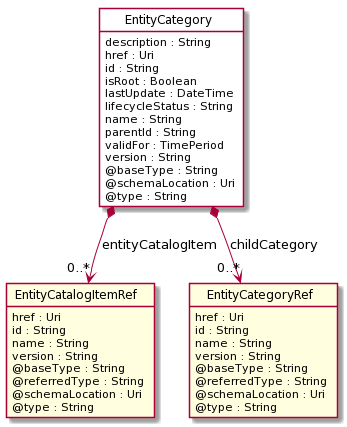 EntityCategory
description : String
href : Uri
id : String
isRoot : Boolean
lastUpdate : DateTime
lifecycleStatus : String
name : String
parentId : String
validFor : TimePeriod
version : String
@baseType : String
@schemaLocation : Uri
@type : String
entityCatalogItem
childCategory
0..*
0..*
EntityCatalogItemRef
href : Uri
id : String
name : String
version : String
@baseType : String
@referredType : String
@schemaLocation : Uri
@type : String
EntityCategoryRef
href : Uri
id : String
name : String
version : String
@baseType : String
@referredType : String
@schemaLocation : Uri
@type : String